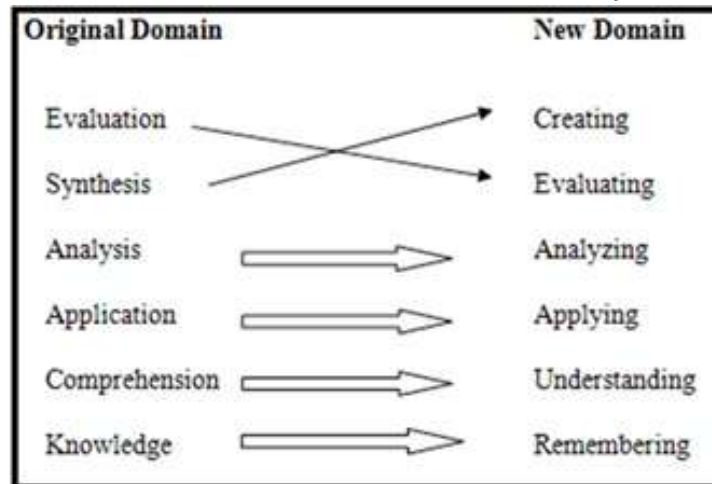 Original Domain New Domain
Evaluation Creating
Synthesis Evaluating
Analysis Analyzing
Application Applying
Comprehension Understanding
Knowledge Remembering